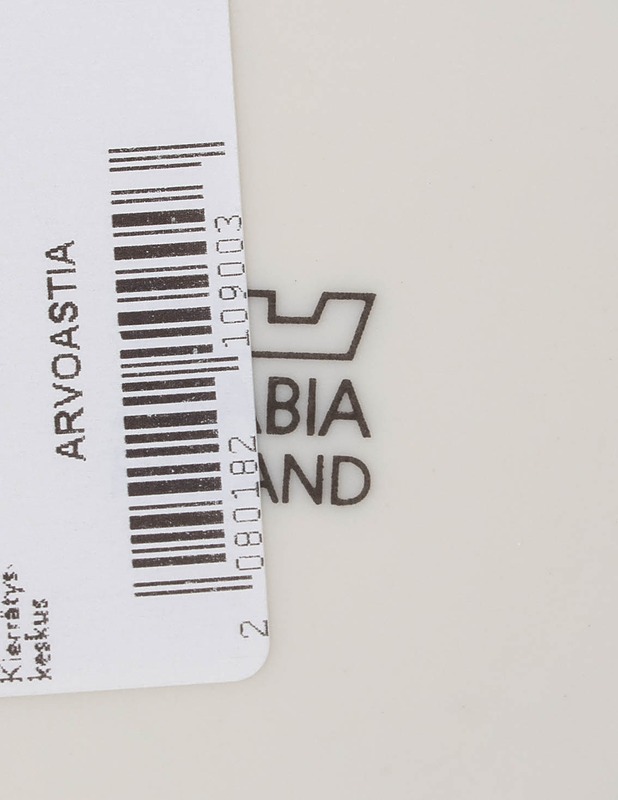 Kierrätys-
keskus
ARVOASTIA
2 080182 109003
ABIA
AND